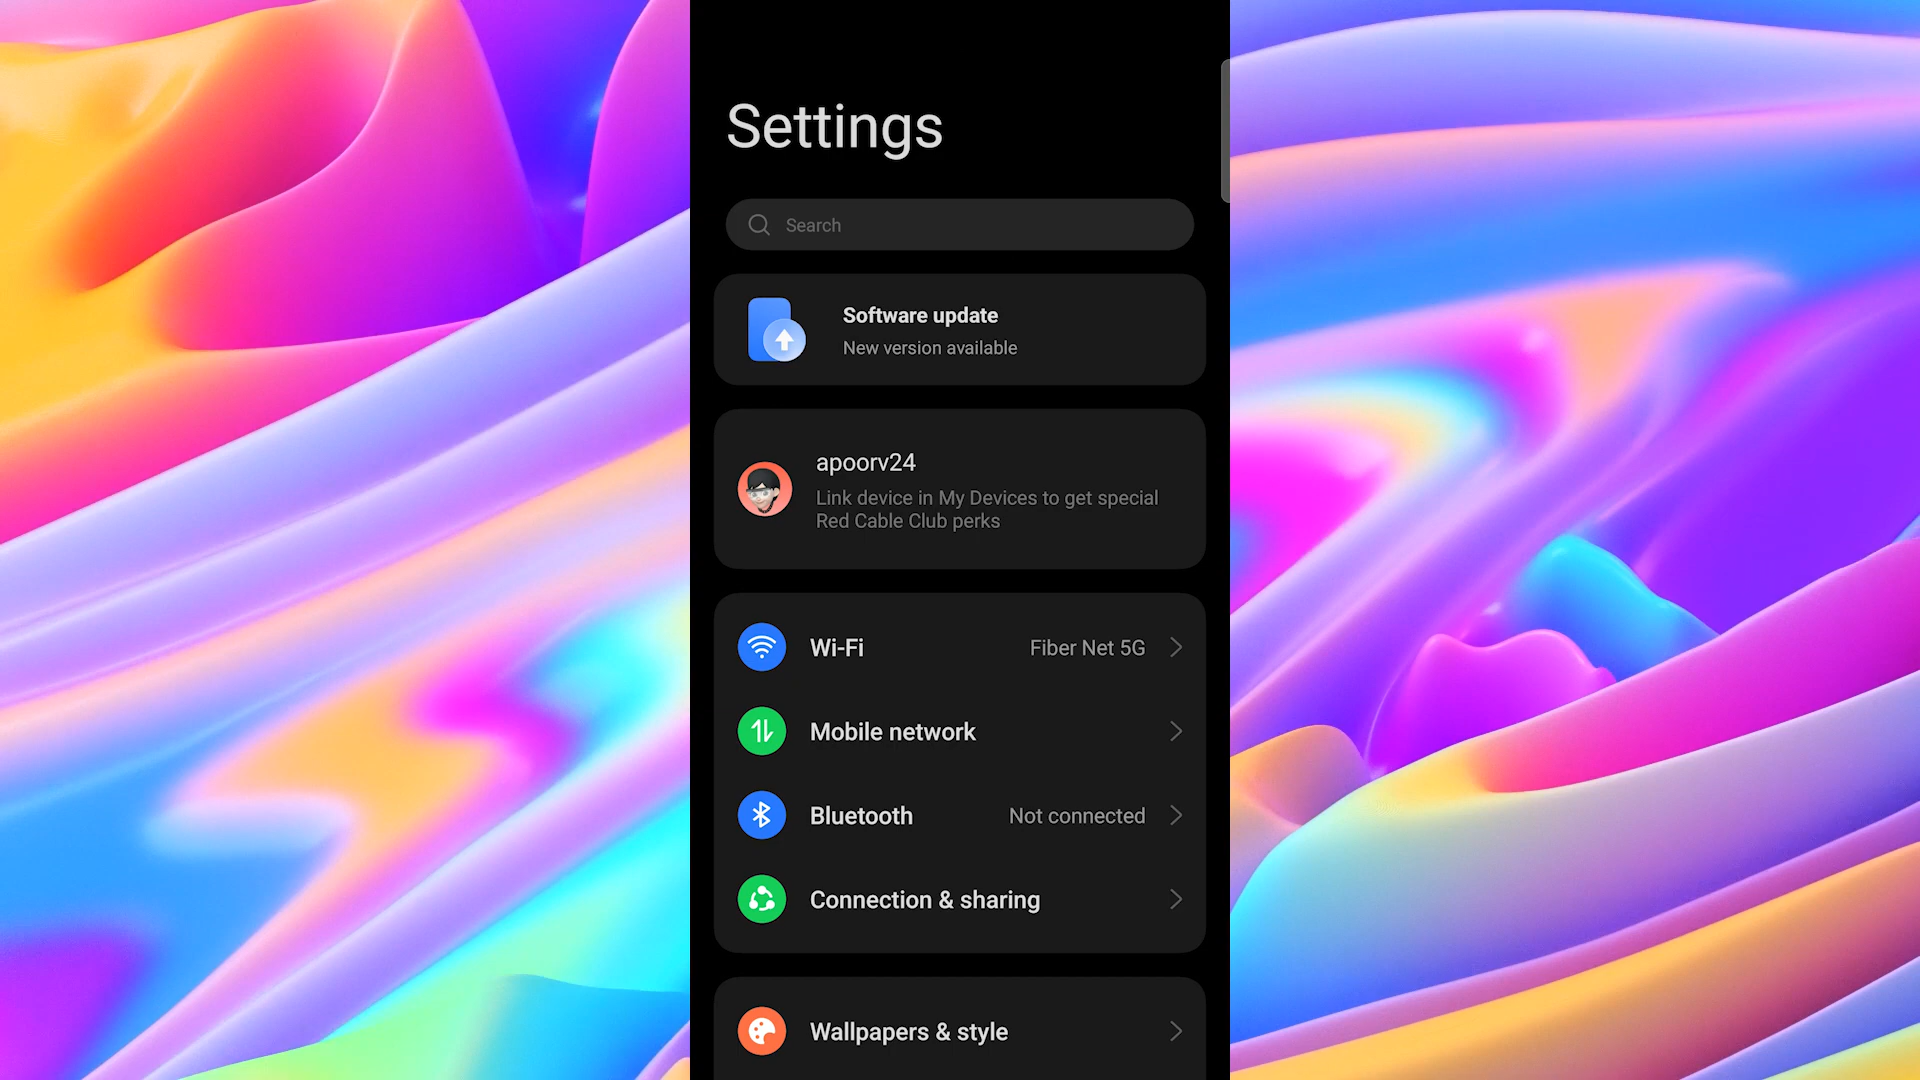 Settings
Search
Software update
New version available
apoorv24
Link device in My Devices to get special
Red Cable Club perks
Wi-Fi
Fiber Net 5G
Mobile network
Bluetooth
Not connected
Connection & sharing
Wallpapers & style